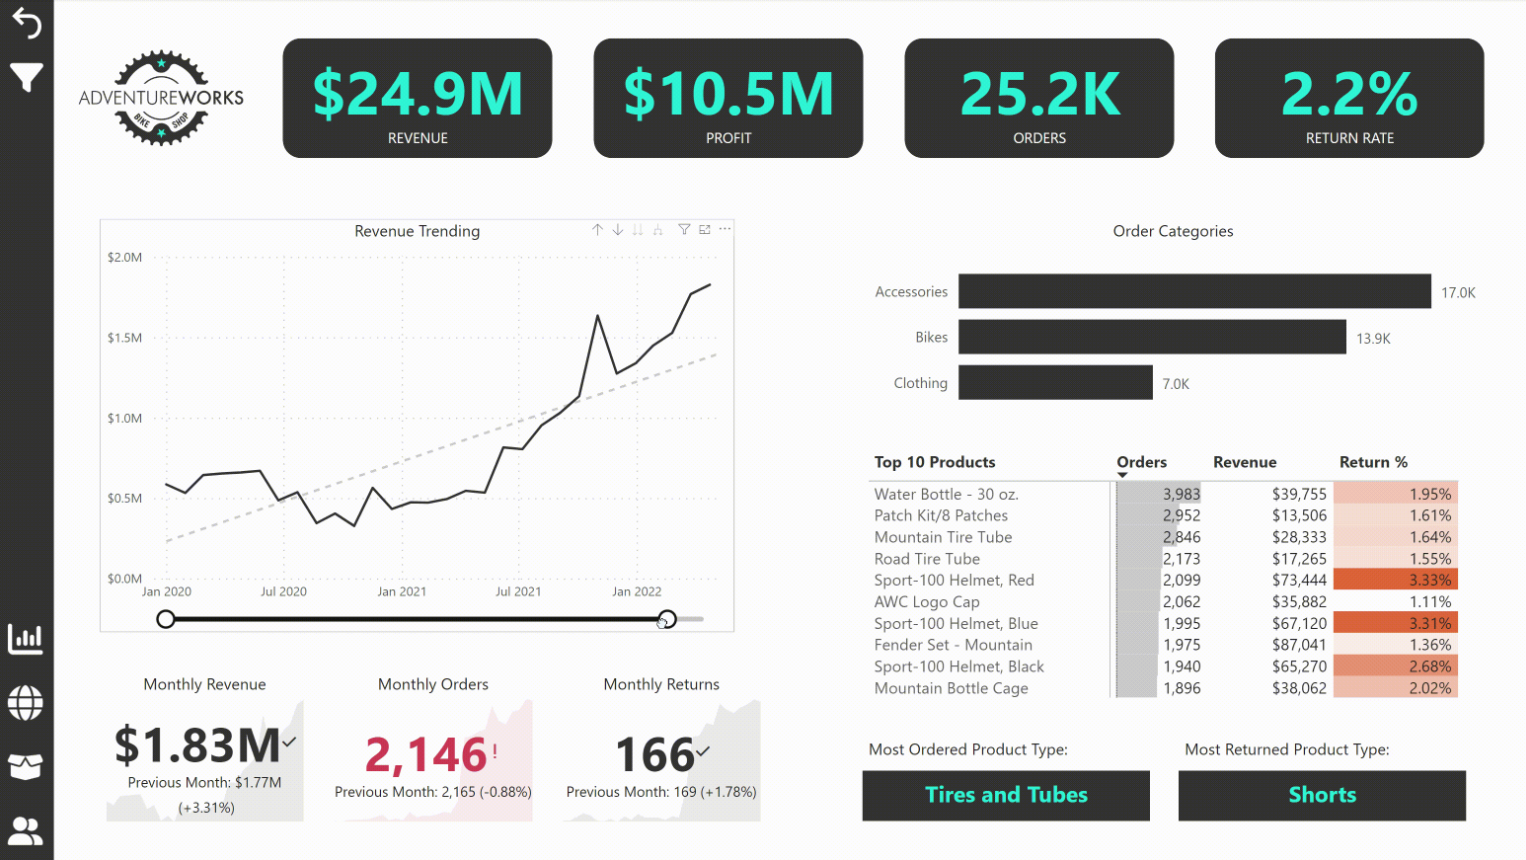 ADVENTUREWORKS
BIKE SHOP
$24.9M
REVENUE
$10.5M
PROFIT
25.2K
ORDERS
2.2%
RETURN RATE
Revenue Trending
$2.0M
$1.5M
$1.0M
$0.5M
$0.0M
Jan 2020 Jul 2020 Jan 2021 Jul 2021 Jan 2022
Order Categories
Accessories 17.0K
Bikes 13.9K
Clothing 7.0K
Top 10 Products Orders Revenue Return %
Water Bottle - 30 oz. 3,983 $39,755 1.95%
Patch Kit/8 Patches 2,952 $13,506 1.61%
Mountain Tire Tube 2,846 $28,333 1.64%
Road Tire Tube 2,173 $17,265 1.55%
Sport-100 Helmet, Red 2,099 $73,444 3.33%
AWC Logo Cap 2,062 $35,882 1.11%
Sport-100 Helmet, Blue 1,995 $67,120 3.31%
Fender Set - Mountain 1,975 $87,041 1.36%
Sport-100 Helmet, Black 1,940 $65,270 2.68%
Mountain Bottle Cage 1,896 $38,062 2.02%
Monthly Revenue
$1.83M
Previous Month: $1.77M
(+3.31%)
Monthly Orders
2,146!
Previous Month: 2,165 (-0.88%)
Monthly Returns
166
Previous Month: 169 (+1.78%)
Most Ordered Product Type:
Tires and Tubes
Most Returned Product Type:
Shorts